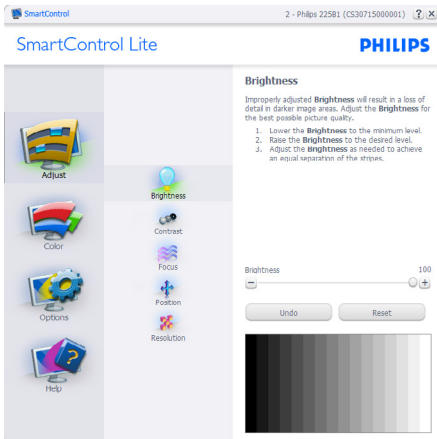 SmartControl
2 - Philips 225B1 (CS30715000001)
SmartControl Lite
PHILIPS
Adjust
Color
Options
Help
Brightness
Contrast
Focus
Position
Resolution
Brightness
Improperly adjusted Brightness will result in a loss of
detail in darker image areas. Adjust the Brightness for
the best possible picture quality.
1. Lower the Brightness to the minimum level.
2. Raise the Brightness to the desired level.
3. Adjust the Brightness as needed to achieve
an equal separation of the stripes.
Brightness 100
Undo Reset